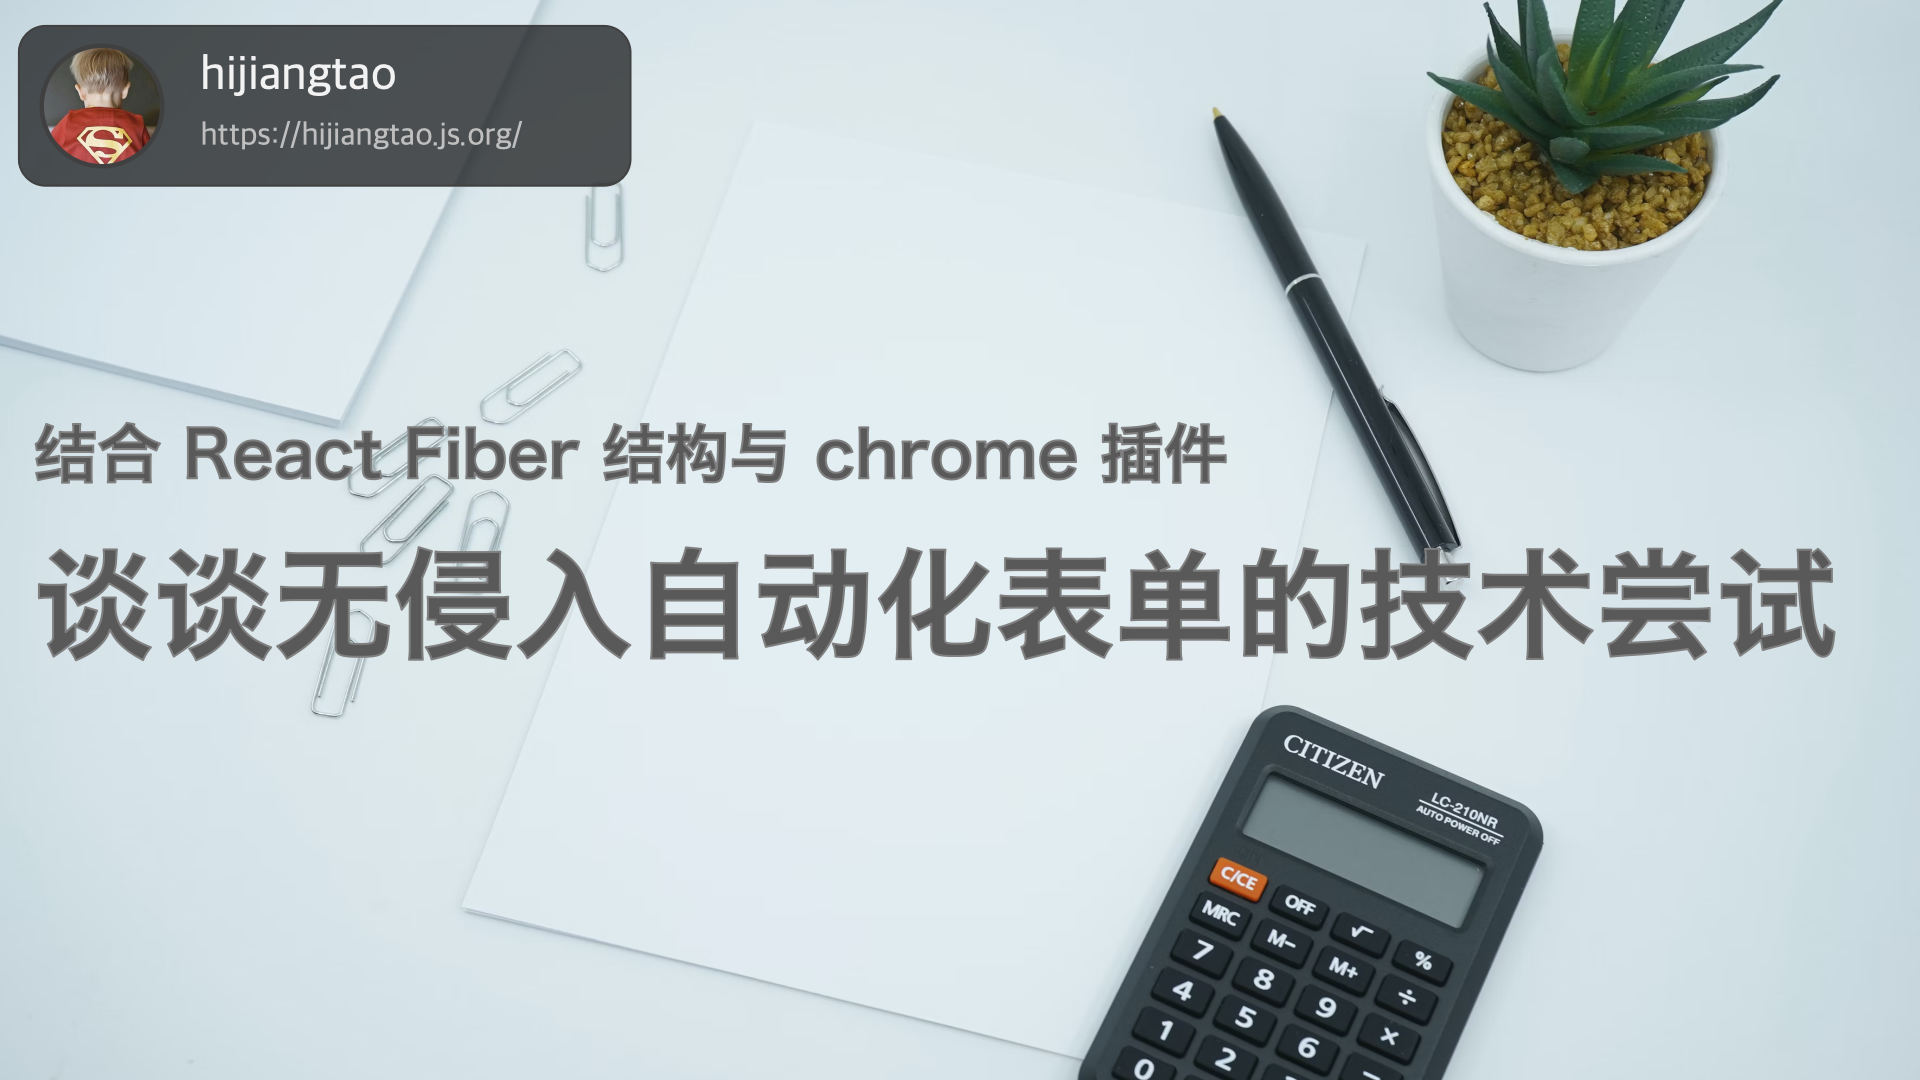 hijiangtao
https://hijiangtao.js.org/
结合 React Fiber 结构与 chrome 插件
谈谈无侵入自动化表单的技术尝试
CITIZEN
LC-210NR
AUTO POWER OFF
C/CE OFF √ %
MRC M− M+ ÷
7 8 9 ×
4 5 6 −
1 2
0